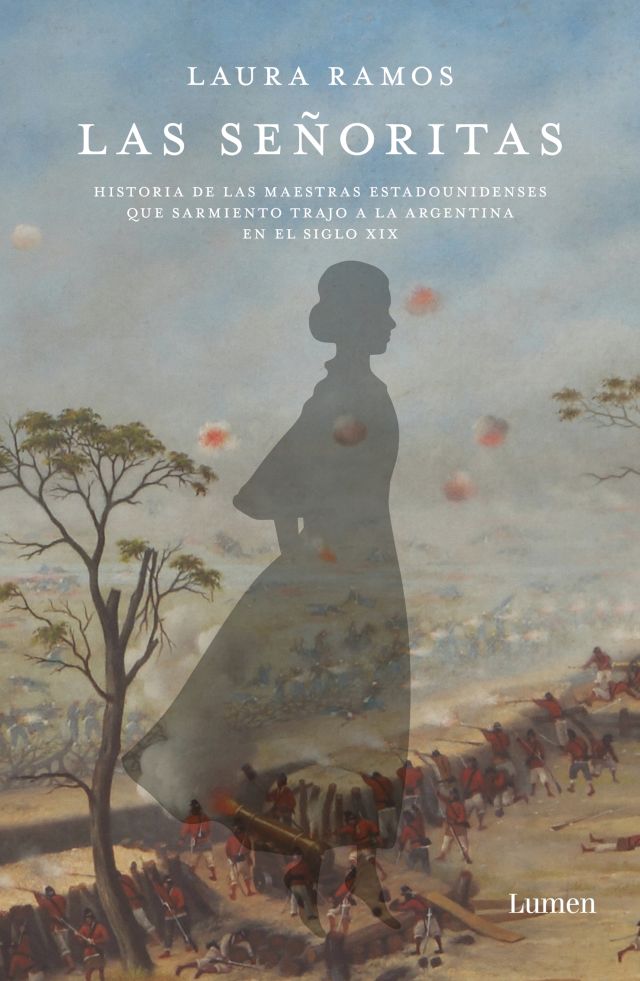 LAURA RAMOS
LAS SEÑORITAS
HISTORIA DE LAS MAESTRAS ESTADOUNIDENSES
QUE SARMIENTO TRAJO A LA ARGENTINA
EN EL SIGLO XIX
Lumen